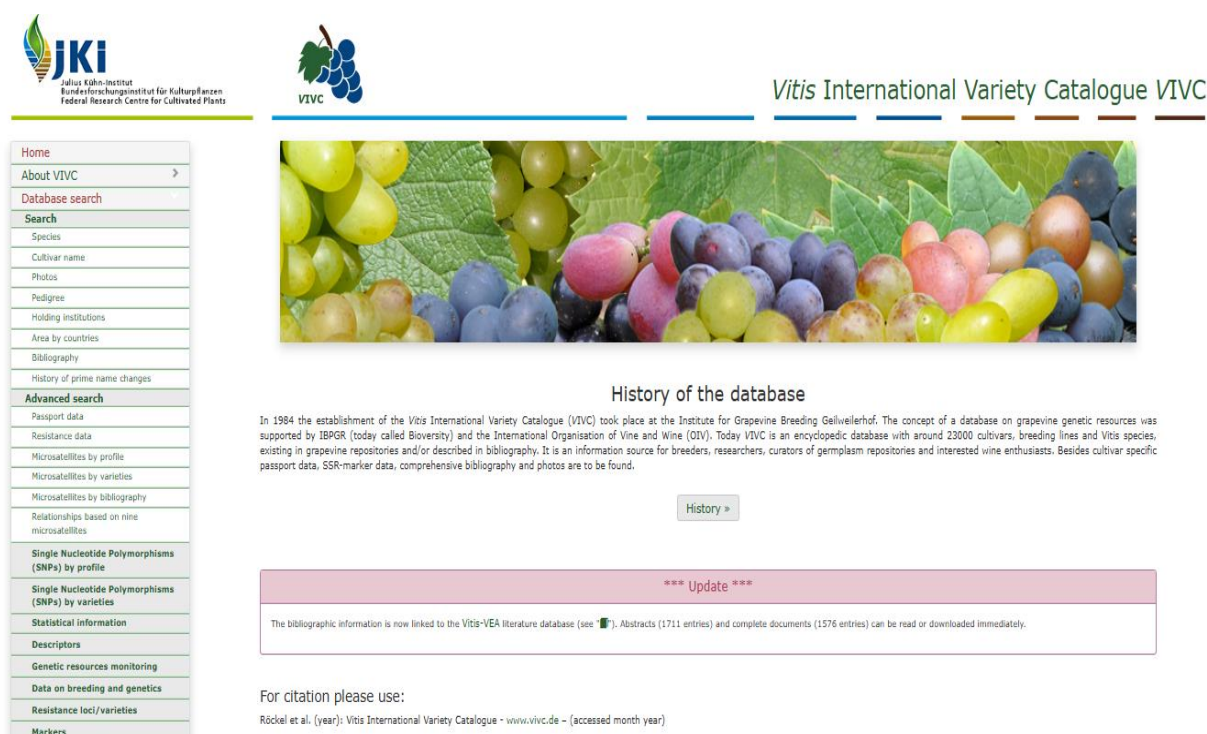 JKI
Julius Kühn-Institut
Bundesforschungsinstitut für Kulturpflanzen
Federal Research Centre for Cultivated Plants
VIVC
Vitis International Variety Catalogue VIVC
Home
About VIVC
Database search
Search
Species
Cultivar name
Photos
Pedigree
Holding institutions
Area by countries
Bibliography
History of prime name changes
Advanced search
Passport data
Resistance data
Microsatellites by profile
Microsatellites by varieties
Microsatellites by bibliography
Relationships based on nine
microsatellites
Single Nucleotide Polymorphisms
(SNPs) by profile
Single Nucleotide Polymorphisms
(SNPs) by varieties
Statistical information
Descriptors
Genetic resources monitoring
Data on breeding and genetics
Resistance loci/varieties
Markers
History of the database
In 1984 the establishment of the Vitis International Variety Catalogue (VIVC) took place at the Institute for Grapevine Breeding Geilweilerhof. The concept of a database on grapevine genetic resources was
supported by IBPGR (today called Bioversity) and the International Organisation of Vine and Wine (OIV). Today VIVC is an encyclopedic database with around 23000 cultivars, breeding lines and Vitis species,
existing in grapevine repositories and/or described in bibliography. It is an information source for breeders, researchers, curators of germplasm repositories and interested wine enthusiasts. Besides cultivar specific
passport data, SSR-marker data, comprehensive bibliography and photos are to be found.
History »
*** Update ***
The bibliographic information is now linked to the Vitis-VEA literature database (see ""). Abstracts (1711 entries) and complete documents (1576 entries) can be read or downloaded immediately.
For citation please use:
Röckel et al. (year): Vitis International Variety Catalogue - www.vivc.de – (accessed month year)